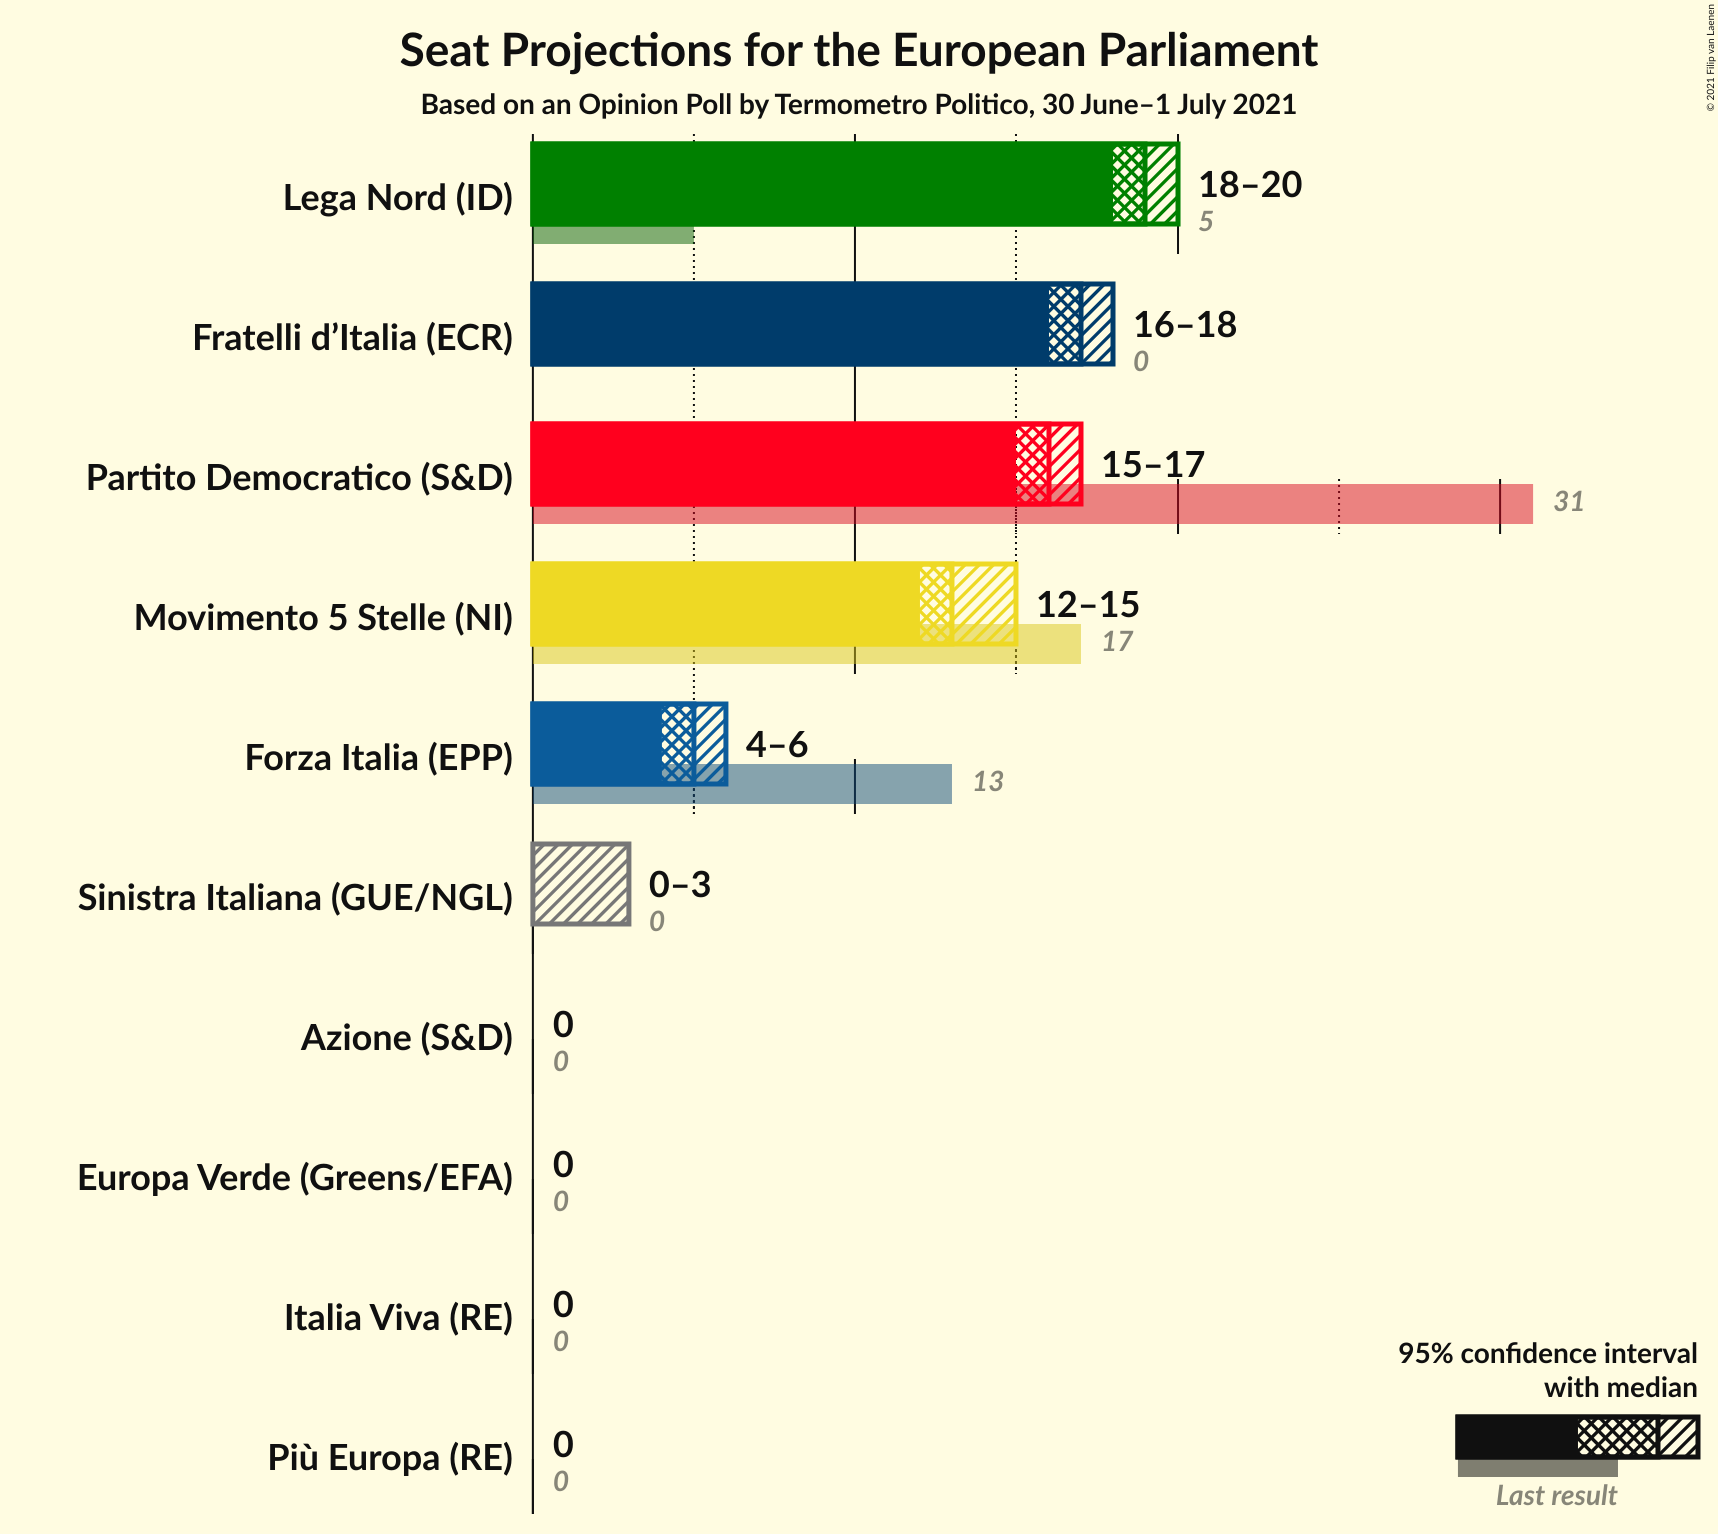 Seat Projections for the European Parliament
Based on an Opinion Poll by Termometro Politico, 30 June–1 July 2021
© 2021 Filip van Laenen
Lega Nord (ID)
18–20
5
Fratelli d’Italia (ECR)
16–18
0
Partito Democratico (S&D)
15–17
31
Movimento 5 Stelle (NI)
12–15
17
Forza Italia (EPP)
4–6
13
Sinistra Italiana (GUE/NGL)
0–3
0
Azione (S&D)
0
0
Europa Verde (Greens/EFA)
0
0
Italia Viva (RE)
0
0
Più Europa (RE)
0
0
95% confidence interval
with median
Last result